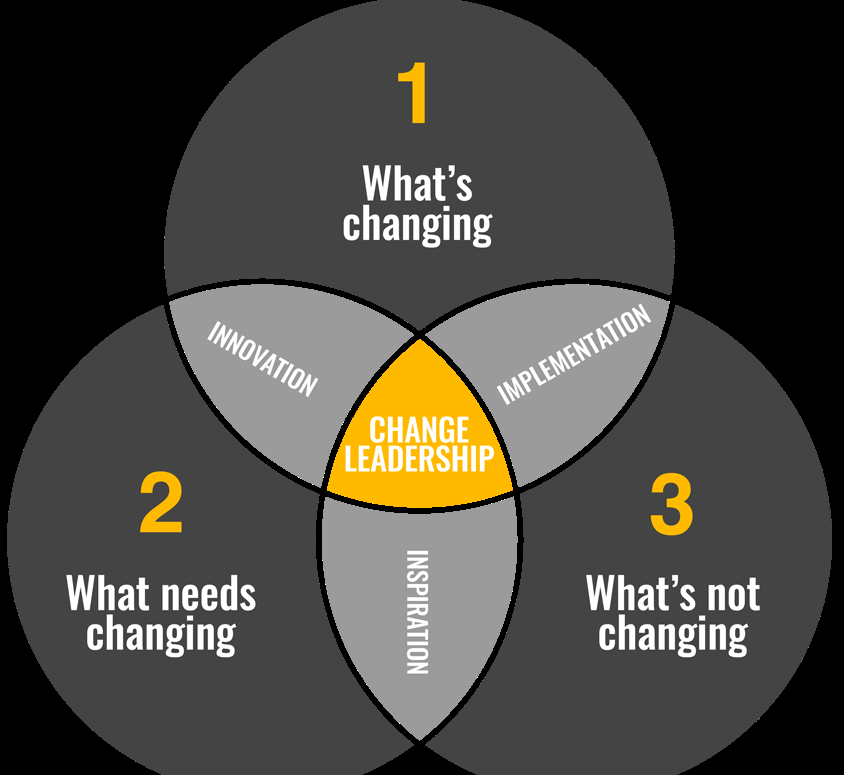 1
What’s
changing
INNOVATION
IMPLEMENTATION
CHANGE
LEADERSHIP
2
What needs
changing
3
What’s not
changing
INSPIRATION